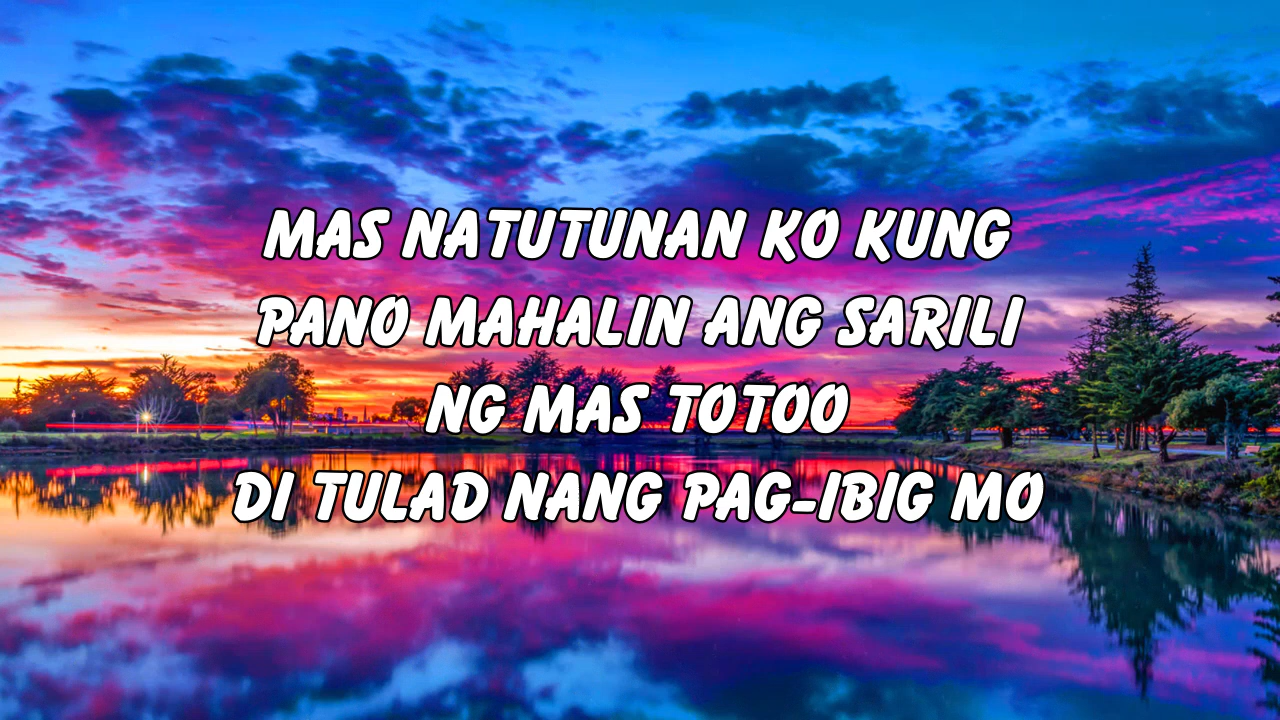 MAS NATUTUNAN KO KUNG
PANO MAHALIN ANG SARILI
NG MAS TOTOO
DI TULAD NANG PAG-IBIG MO